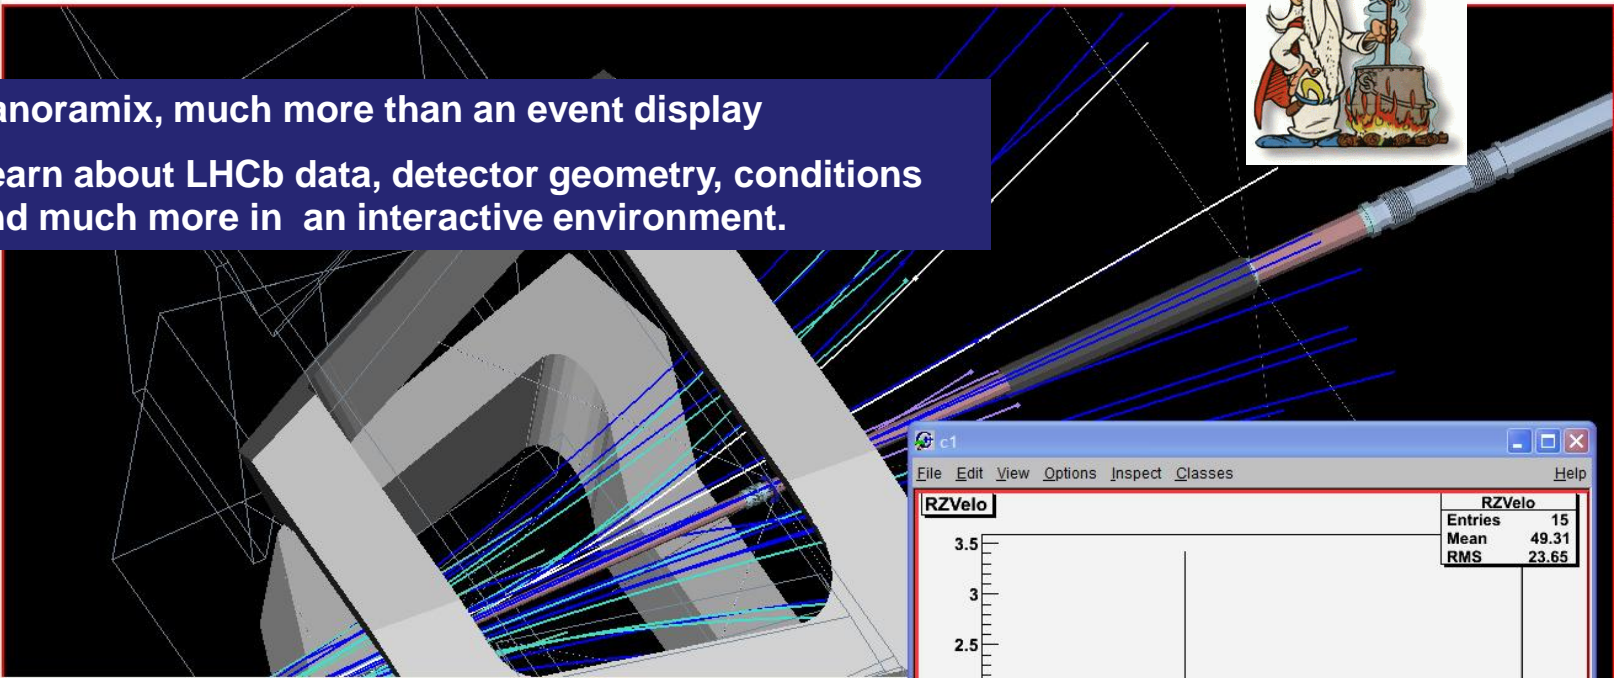 anoramix, much more than an event display
earn about LHCb data, detector geometry, conditions
nd much more in an interactive environment.
c1
File Edit View Options Inspect Classes Help
RZVelo
RZVelo
Entries 15
Mean 49.31
RMS 23.65
3.5
3
2.5